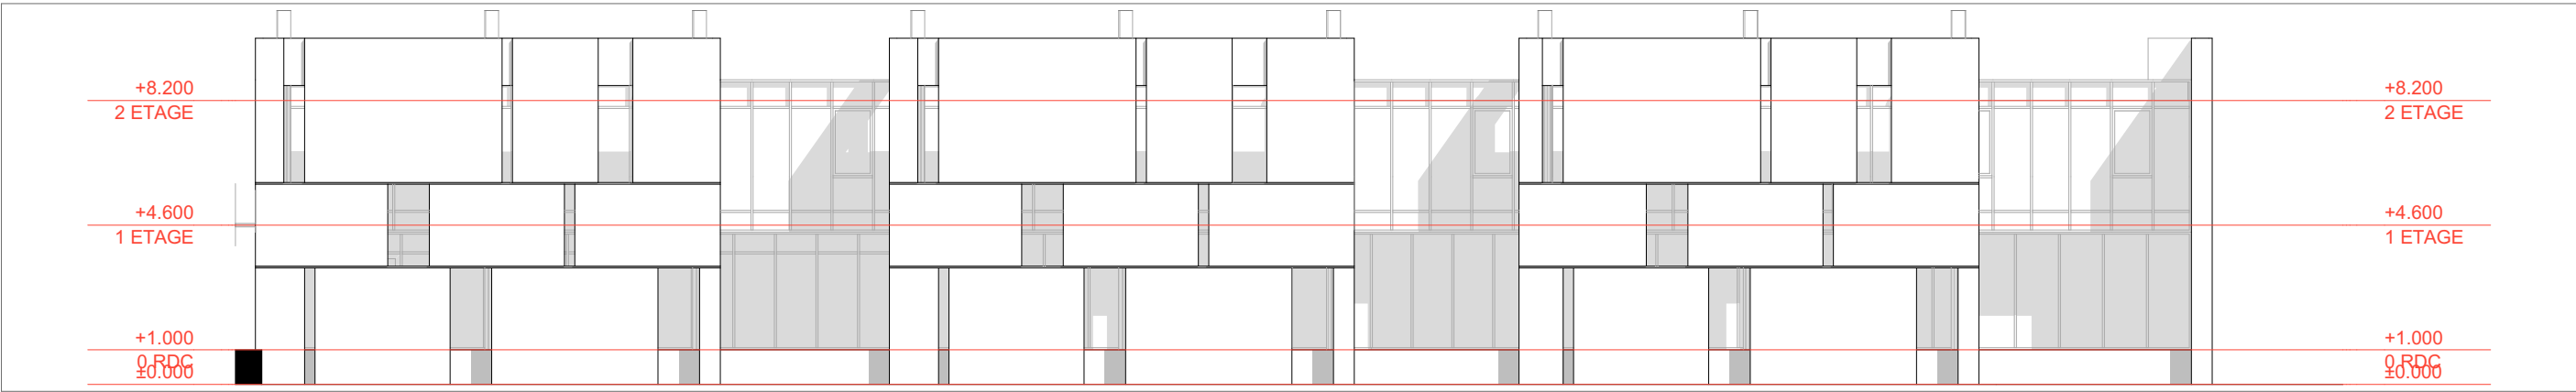 +8.200
2 ETAGE
+8.200
2 ETAGE
+4.600
1 ETAGE
+4.600
1 ETAGE
+1.000
0 RDC
±0.000
+1.000
0 RDC
±0.000